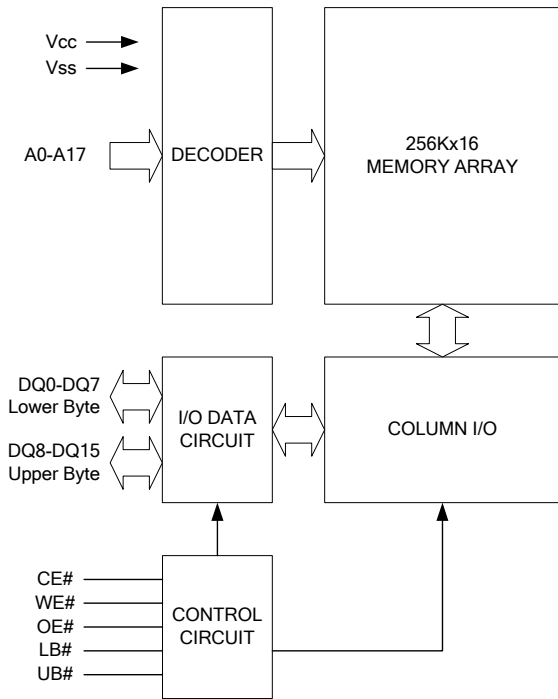 Vcc
Vss
A0-A17
DECODER
256Kx16
MEMORY ARRAY
DQ0-DQ7
Lower Byte
DQ8-DQ15
Upper Byte
I/O DATA
CIRCUIT
COLUMN I/O
CE#
WE#
OE#
LB#
UB#
CONTROL
CIRCUIT